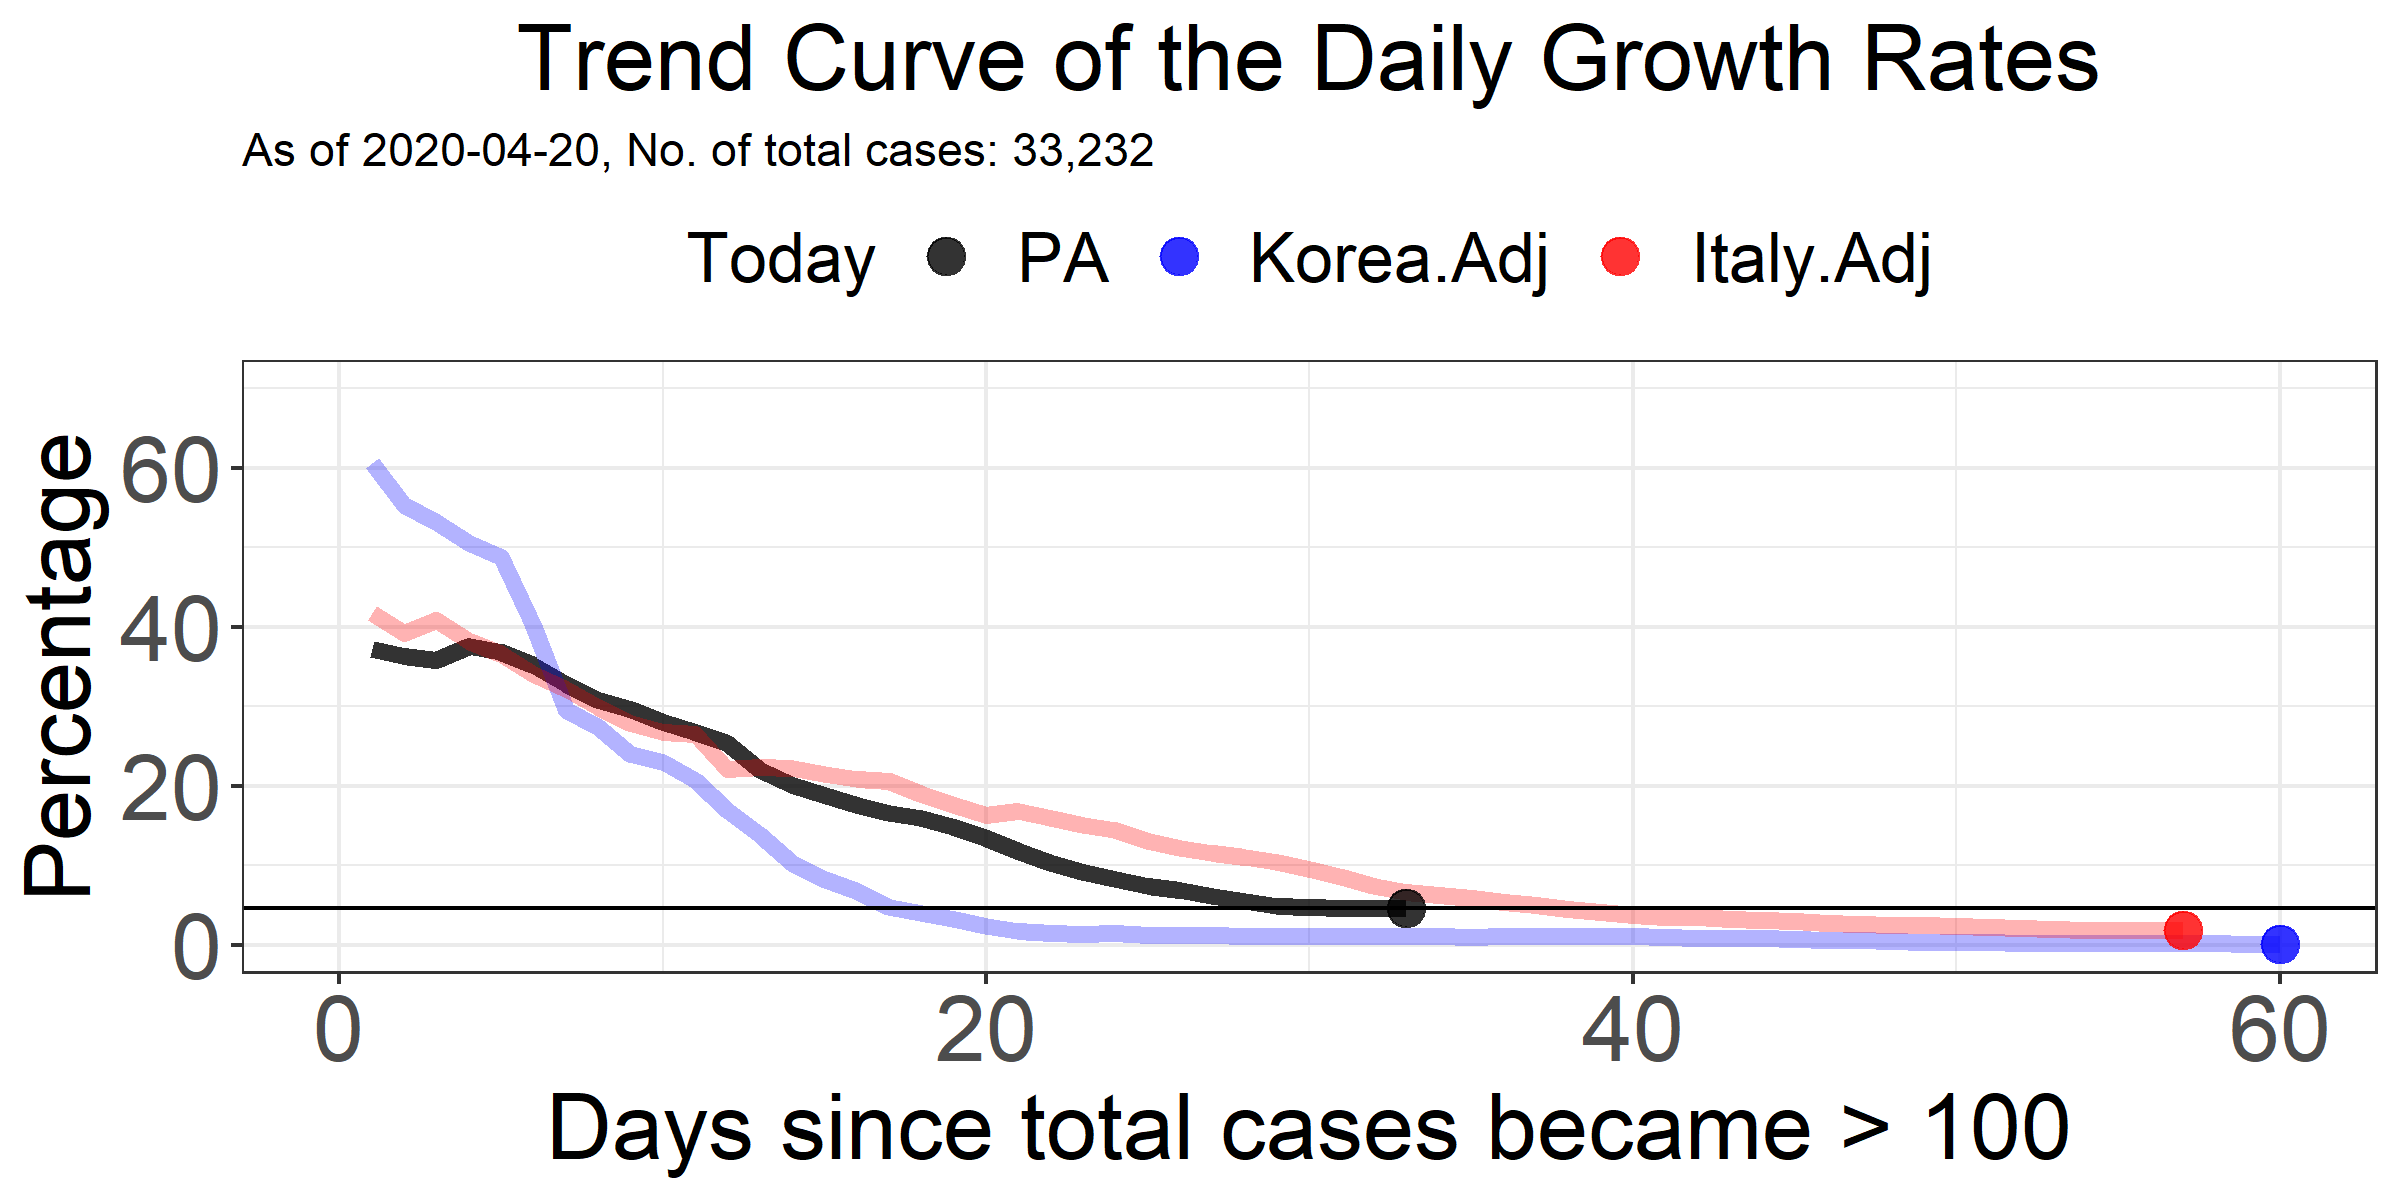 Trend Curve of the Daily Growth Rates
As of 2020-04-20, No. of total cases: 33,232
Today PA Korea.Adj Italy.Adj
Percentage
60
40
20
0
0 20 40 60
Days since total cases became > 100